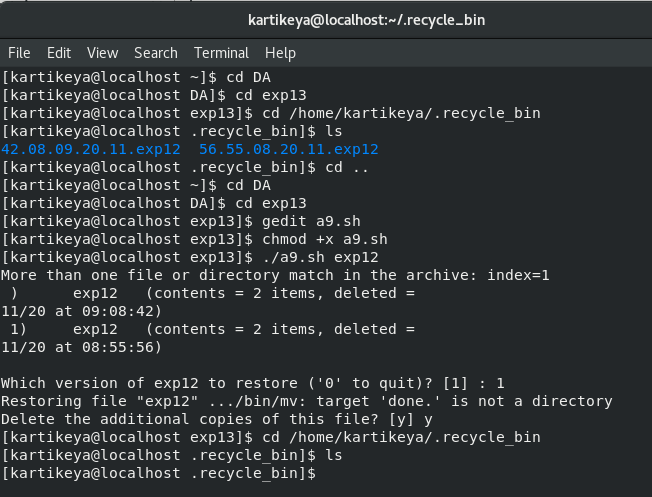 kartikeya@localhost:~/.recycle_bin
File Edit View Search Terminal Help
[kartikeya@localhost ~]$ cd DA
[kartikeya@localhost DA]$ cd exp13
[kartikeya@localhost exp13]$ cd /home/kartikeya/.recycle_bin
[kartikeya@localhost .recycle_bin]$ ls
42.08.09.20.11.exp12  56.55.08.20.11.exp12
[kartikeya@localhost .recycle_bin]$ cd ..
[kartikeya@localhost ~]$ cd DA
[kartikeya@localhost DA]$ cd exp13
[kartikeya@localhost exp13]$ gedit a9.sh
[kartikeya@localhost exp13]$ chmod +x a9.sh
[kartikeya@localhost exp13]$ ./a9.sh exp12
More than one file or directory match in the archive: index=1
 )      exp12   (contents = 2 items, deleted =
11/20 at 09:08:42)
 1)     exp12   (contents = 2 items, deleted =
11/20 at 08:55:56)
Which version of exp12 to restore ('0' to quit)? [1] : 1
Restoring file "exp12" .../bin/mv: target 'done.' is not a directory
Delete the additional copies of this file? [y] y
[kartikeya@localhost exp13]$ cd /home/kartikeya/.recycle_bin
[kartikeya@localhost .recycle_bin]$ ls
[kartikeya@localhost .recycle_bin]$